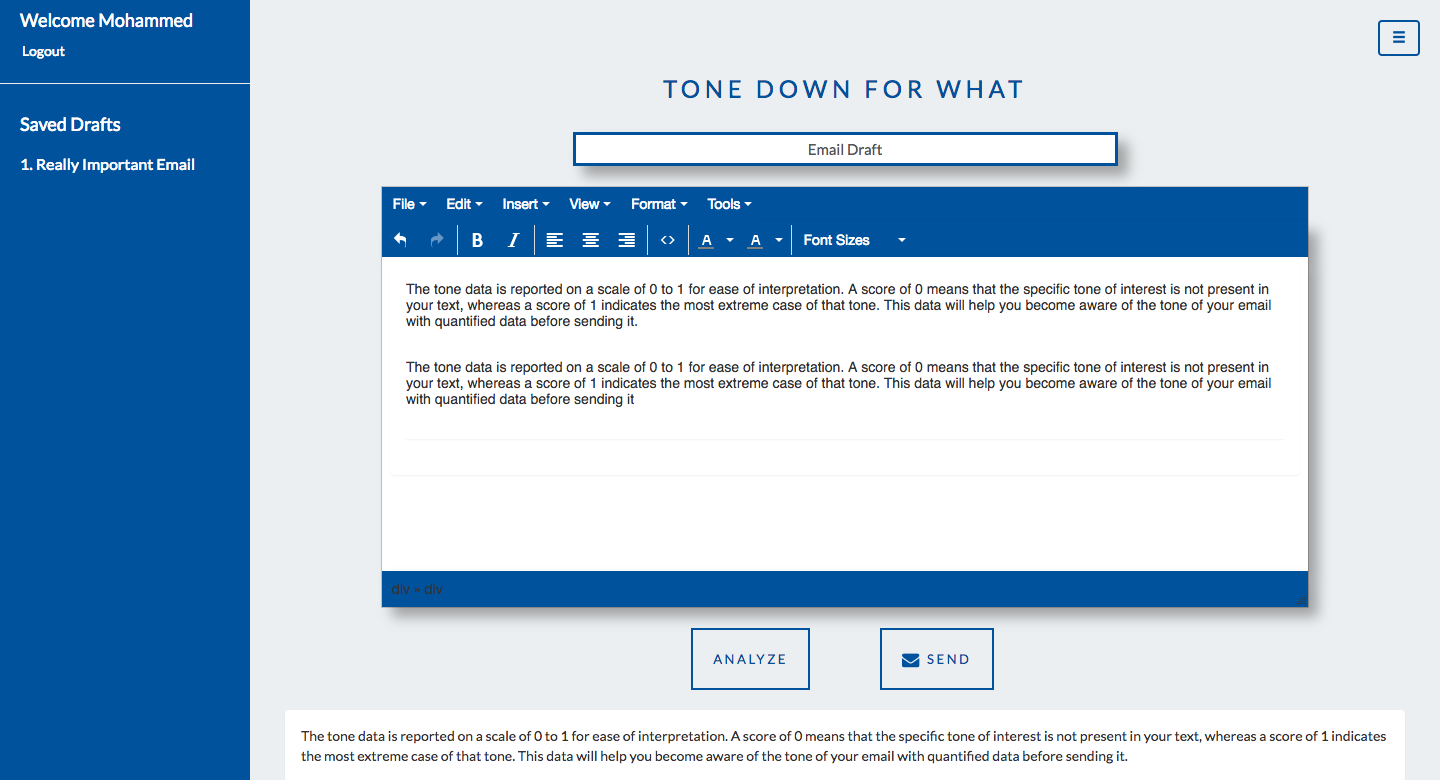 Welcome Mohammed
Logout
Saved Drafts
1. Really Important Email
TONE DOWN FOR WHAT
Email Draft
File Edit Insert View Format Tools
B I A A Font Sizes
The tone data is reported on a scale of 0 to 1 for ease of interpretation. A score of 0 means that the specific tone of interest is not present in
your text, whereas a score of 1 indicates the most extreme case of that tone. This data will help you become aware of the tone of your email
with quantified data before sending it.
The tone data is reported on a scale of 0 to 1 for ease of interpretation. A score of 0 means that the specific tone of interest is not present in
your text, whereas a score of 1 indicates the most extreme case of that tone. This data will help you become aware of the tone of your email
with quantified data before sending it
div » div
ANALYZE
SEND
The tone data is reported on a scale of 0 to 1 for ease of interpretation. A score of 0 means that the specific tone of interest is not present in your text, whereas a score of 1 indicates
the most extreme case of that tone. This data will help you become aware of the tone of your email with quantified data before sending it.